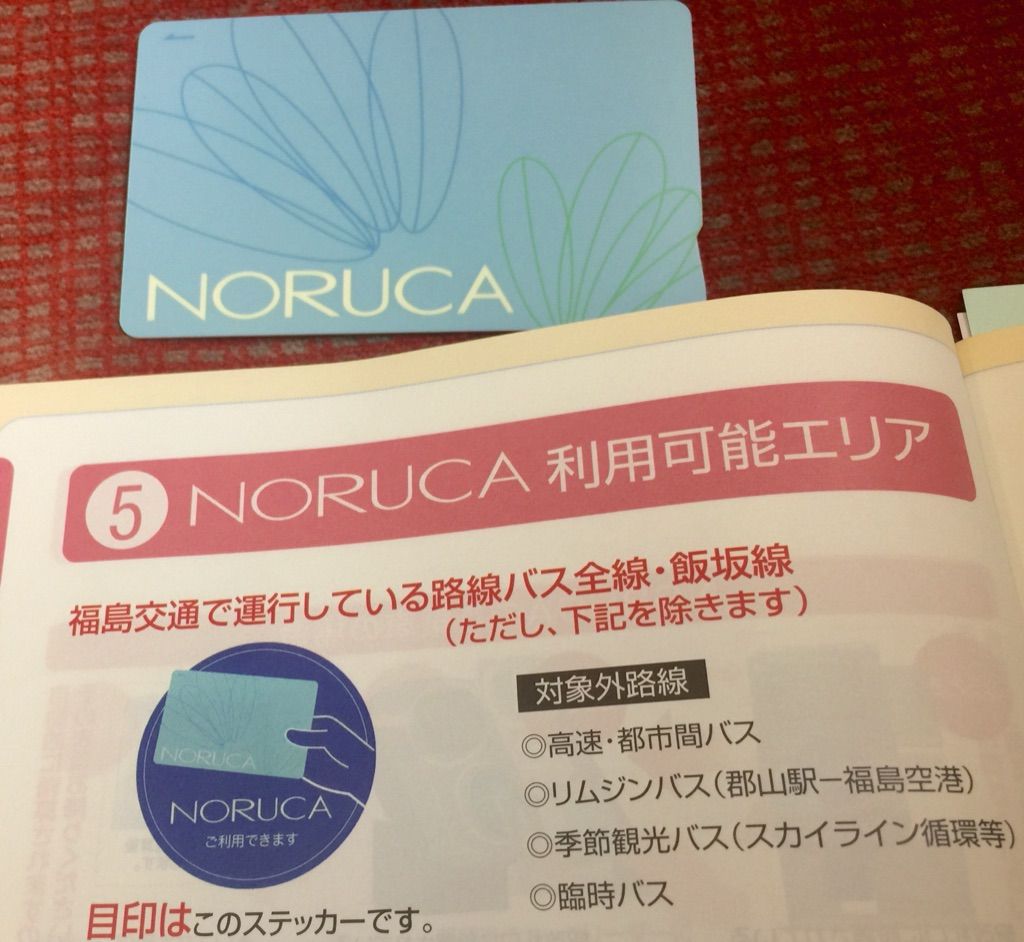 NORUCA
5 NORUCA 利用可能エリア
福島交通で運行している路線バス全線・飯坂線
(ただし、下記を除きます)
NORUCA
NORUCA
ご利用できます
目印はこのステッカーです。
対象外路線
◎高速・都市間バス
◎リムジンバス(郡山駅ー福島空港)
◎季節観光バス(スカイライン循環等)
◎臨時バス